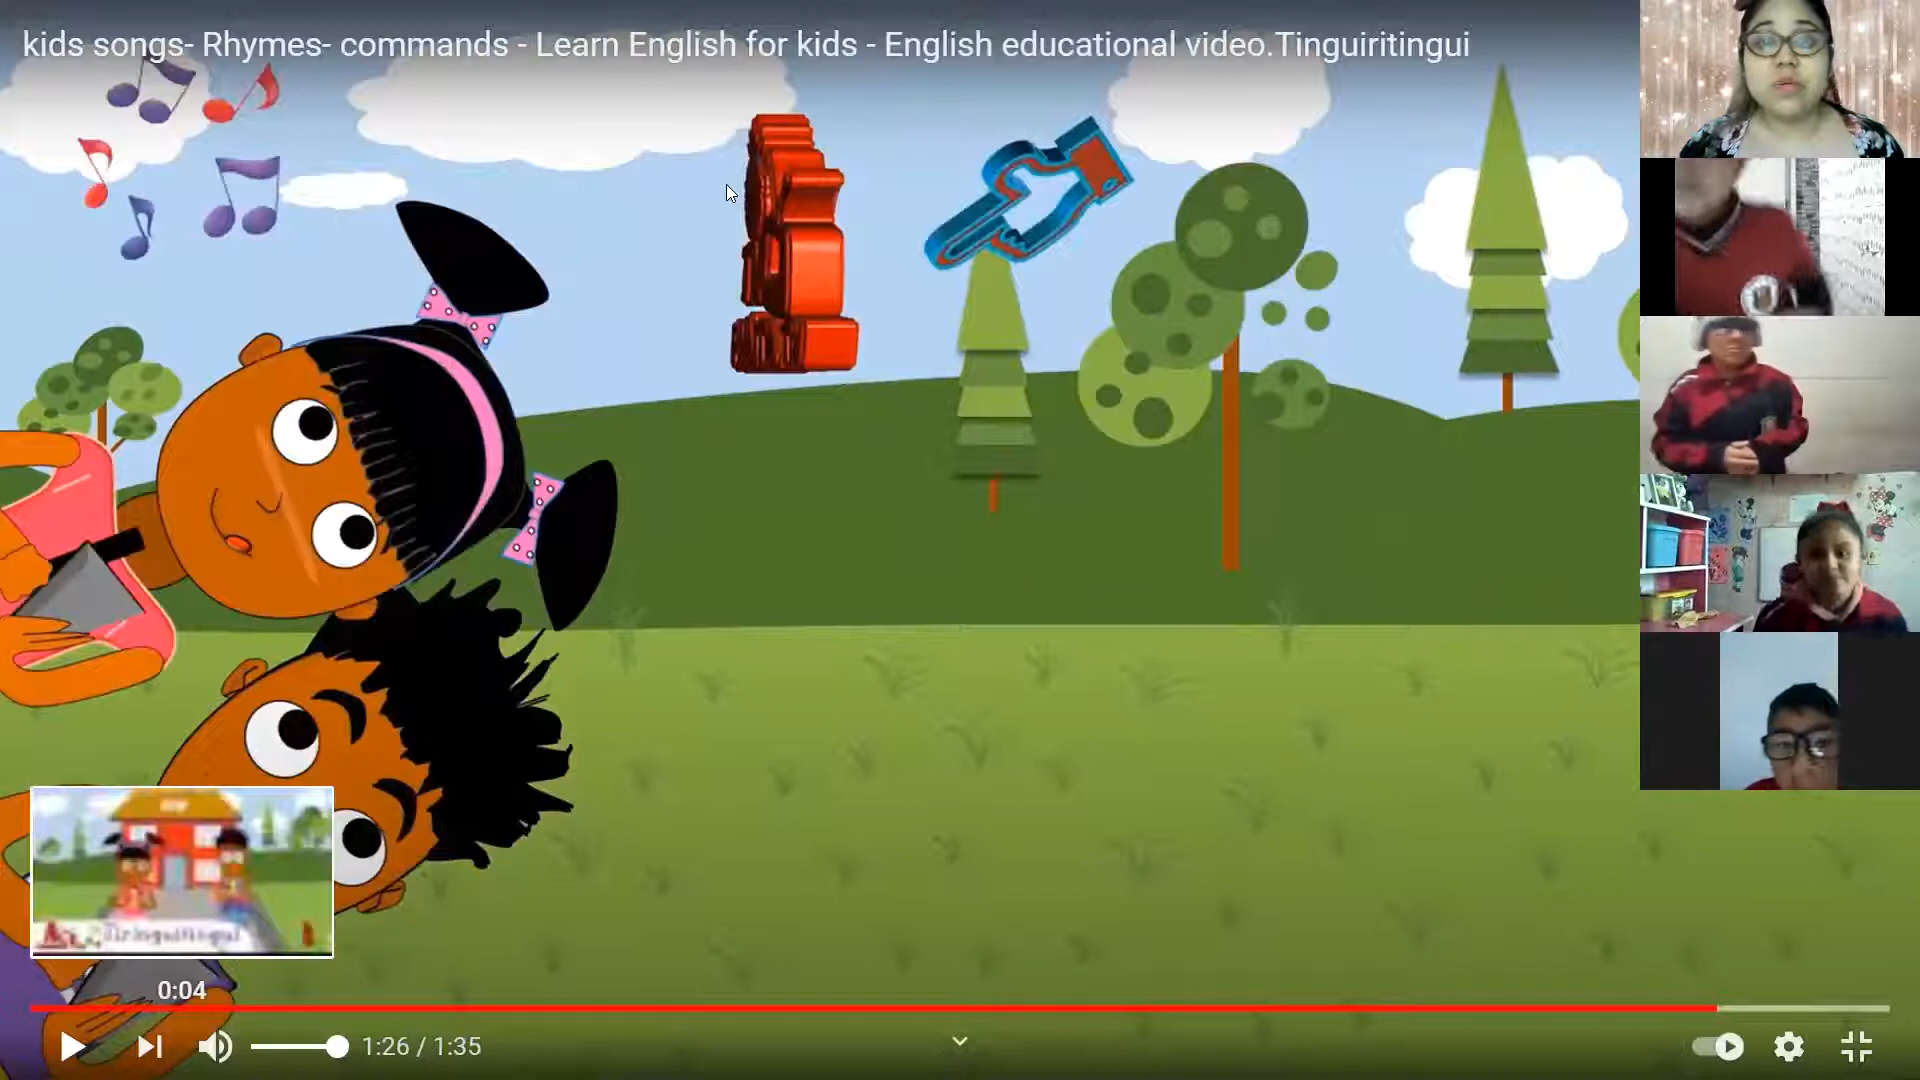 kids songs- Rhymes- commands - Learn English for kids - English educational video.Tinguiritingui
0:04
1:26 / 1:35